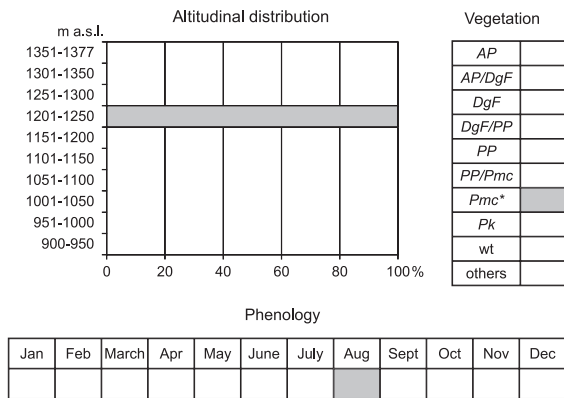 Altitudinal distribution
m a.s.l.
1351-1377
1301-1350
1251-1300
1201-1250
1151-1200
1101-1150
1051-1100
1001-1050
951-1000
900-950
0 20 40 60 80 100 %
Vegetation
AP
AP/DgF
DgF
DgF/PP
PP
PP/Pmc
Pmc*
Pk
wt
others
Phenology
Jan Feb March Apr May June July Aug Sept Oct Nov Dec